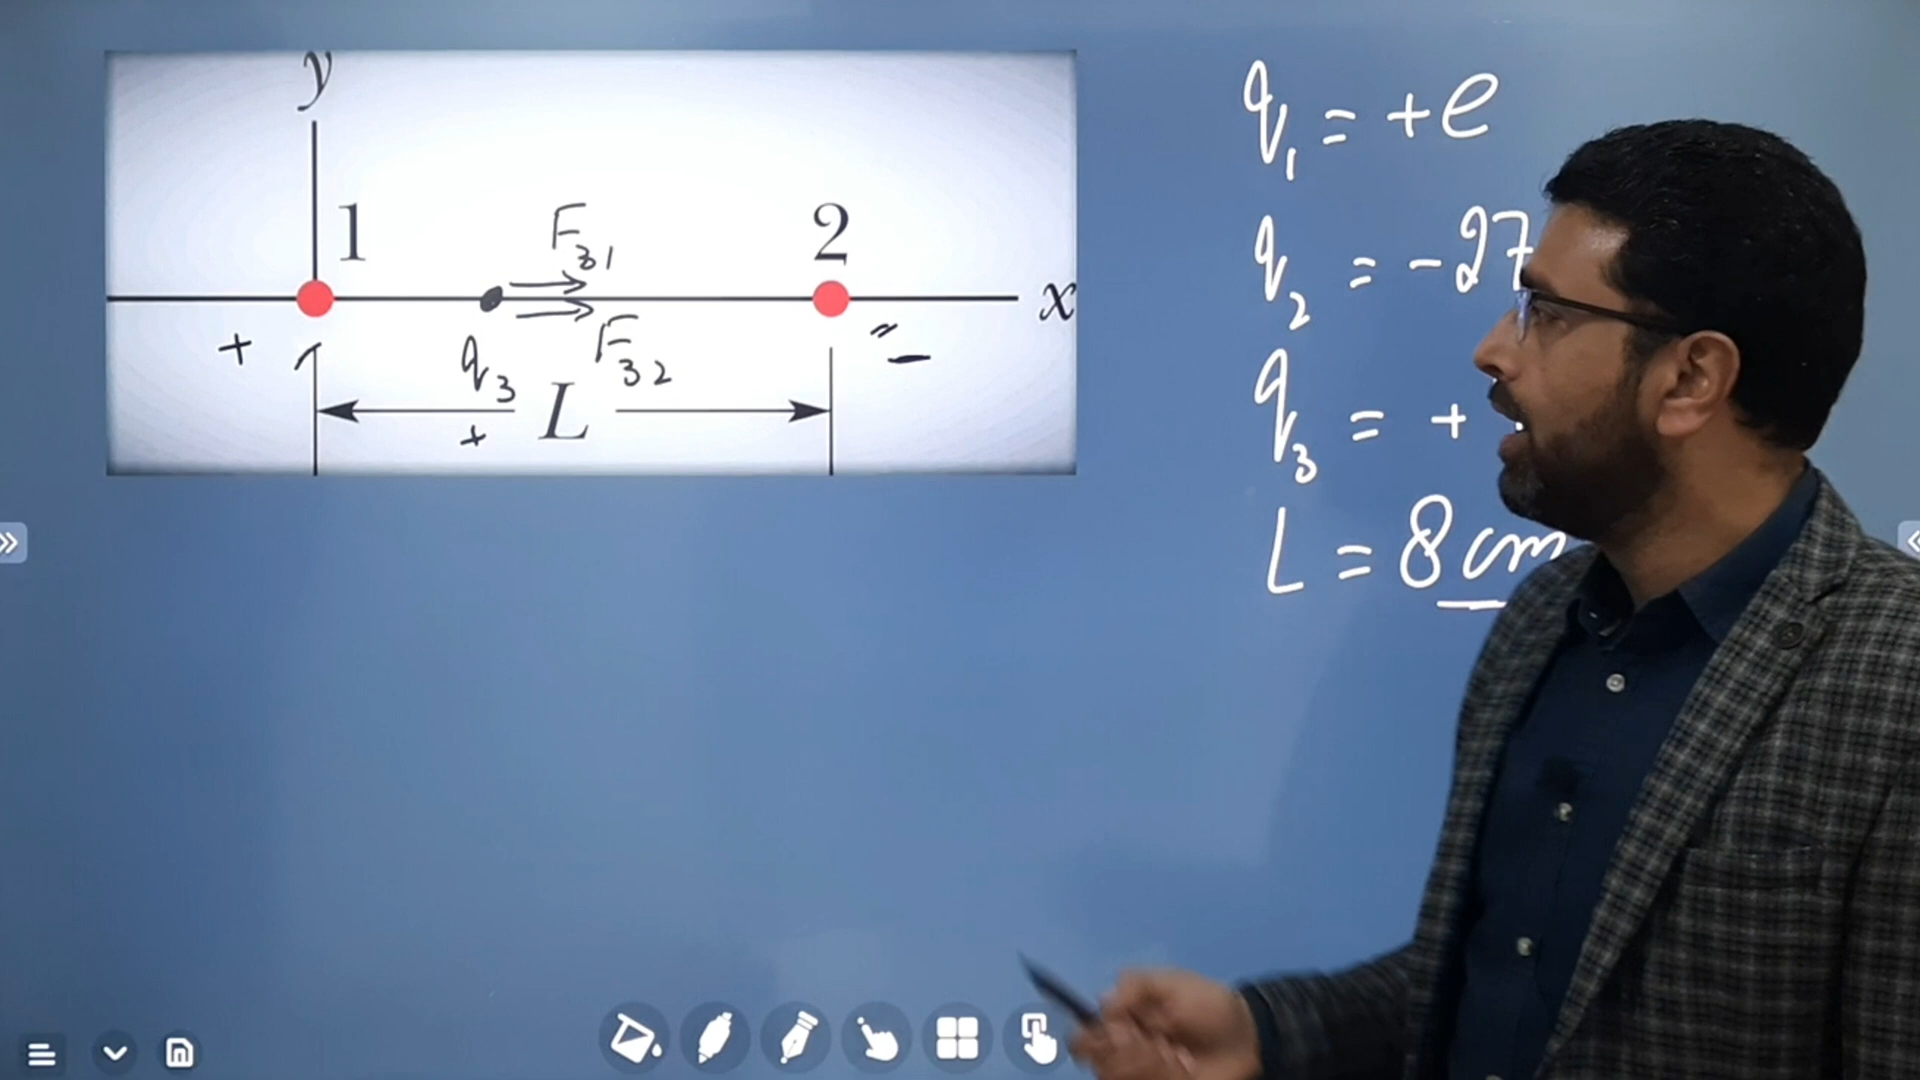 y
1
2
x
F31
F32
+
q3
"-
+
L
q1 = +e
q2 = -27
q3 = +
L = 8 cm